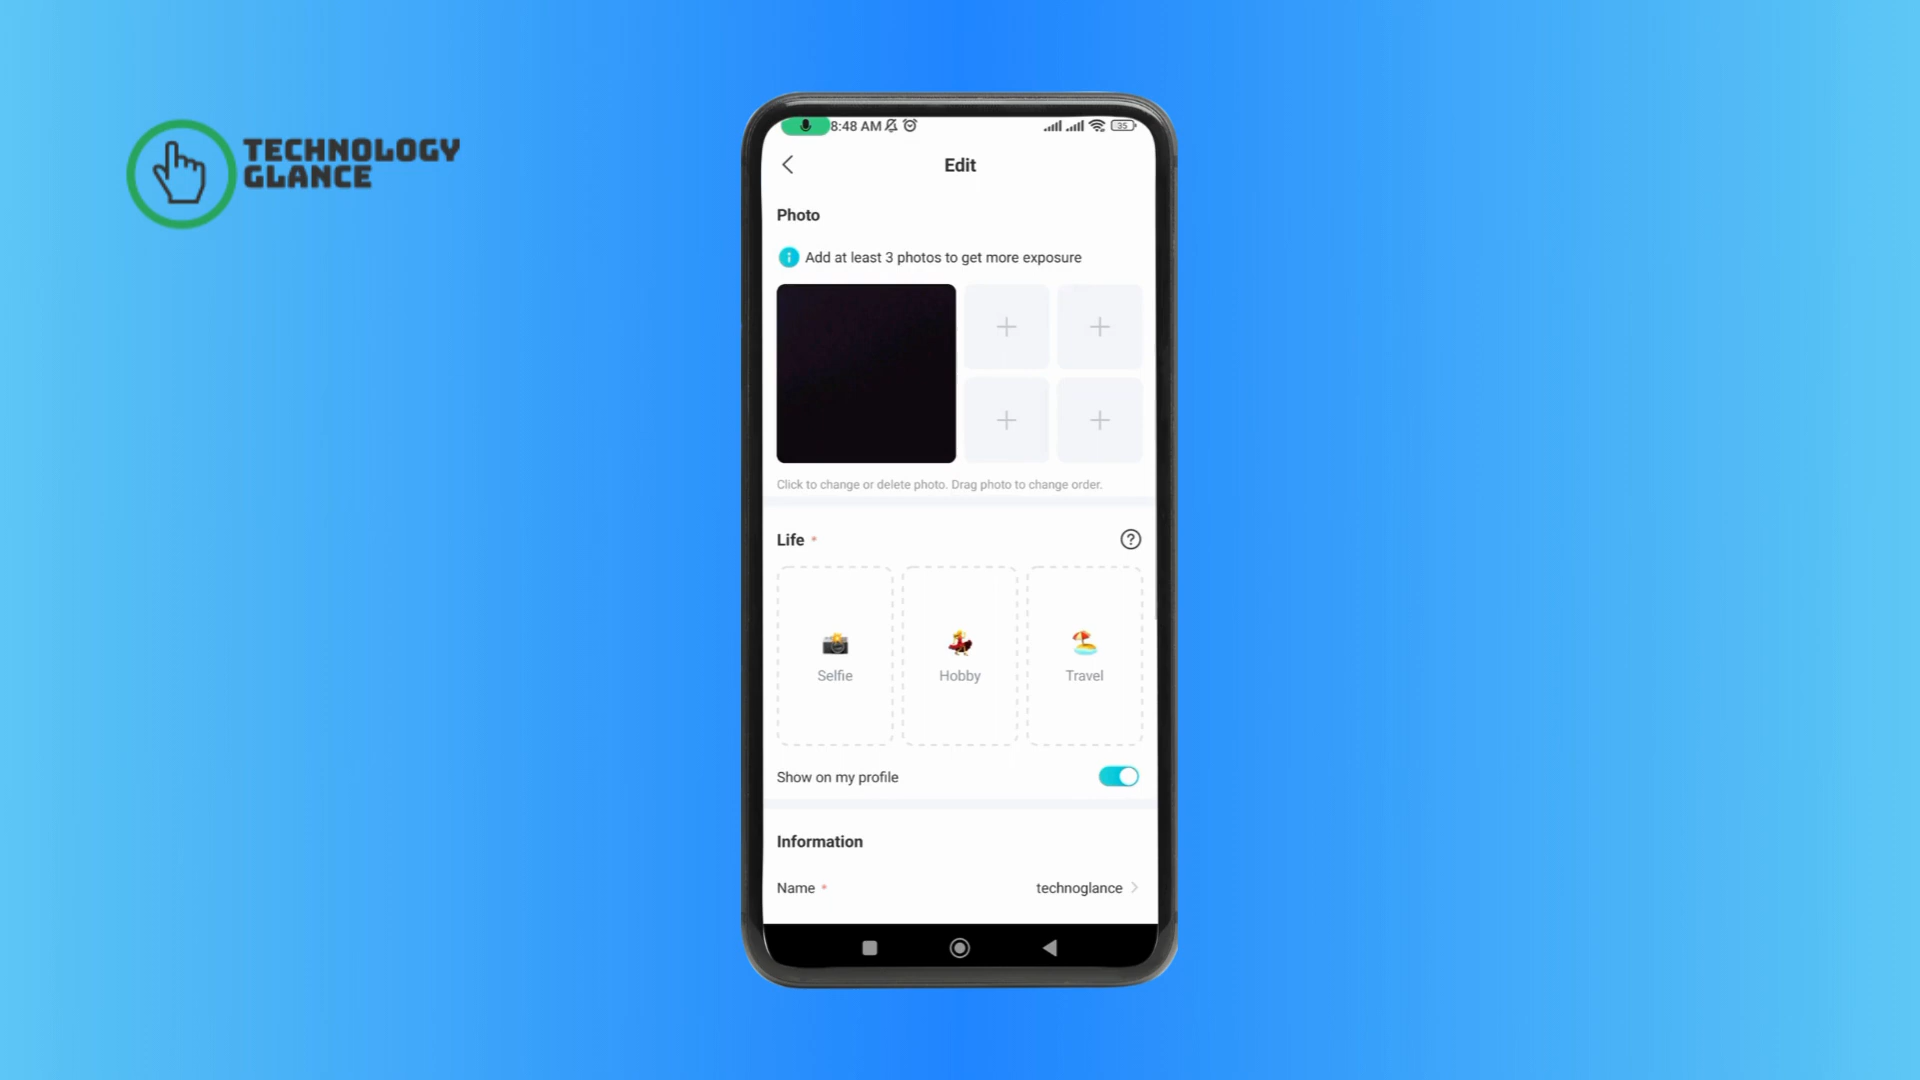 TECHNOLOGY
GLANCE
8:48 AM
35
Edit
Photo
Add at least 3 photos to get more exposure
Click to change or delete photo. Drag photo to change order.
Life *
Selfie
Hobby
Travel
Show on my profile
Information
Name *
technoglance